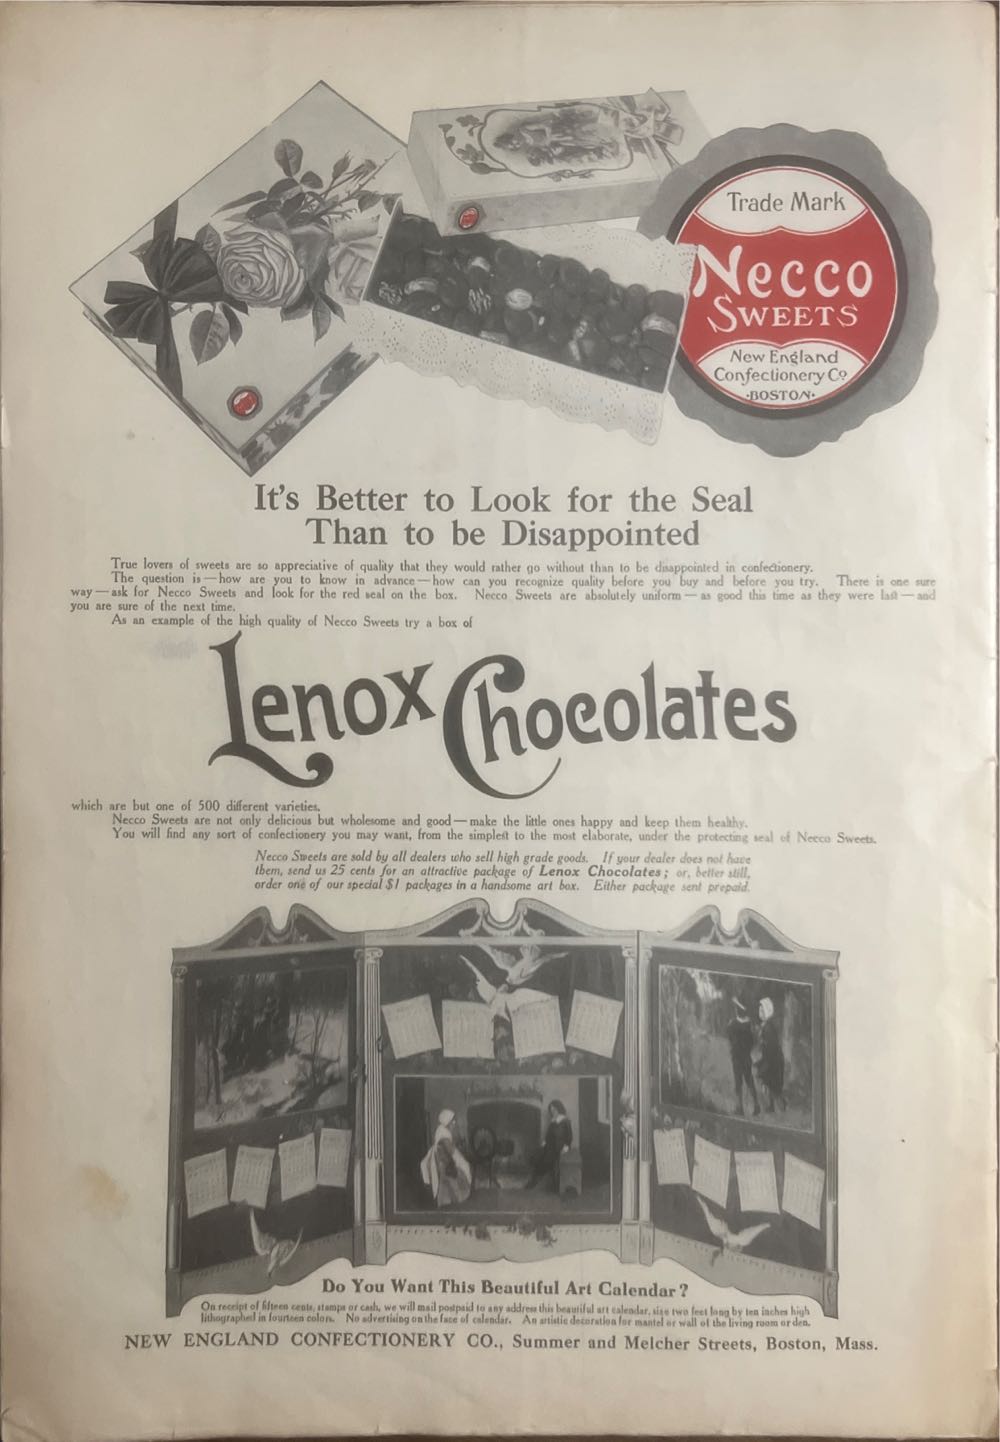 Trade Mark
Necco
SWEETS
New England
Confectionery Co.
·BOSTON·
It's Better to Look for the Seal
Than to be Disappointed
True lovers of sweets are so appreciative of quality that they would rather go without than to be disappointed in confectionery.
The question is—how are you to know in advance—how can you recognize quality before you buy and before you try. There is one sure
way—ask for Necco Sweets and look for the red seal on the box. Necco Sweets are absolutely uniform—as good this time as they were last—and
you are sure of the next time.
As an example of the high quality of Necco Sweets try a box of
Lenox Chocolates
which are but one of 500 different varieties.
Necco Sweets are not only delicious but wholesome and good—make the little ones happy and keep them healthy.
You will find any sort of confectionery you may want, from the simplest to the most elaborate, under the protecting seal of Necco Sweets.
Necco Sweets are sold by all dealers who sell high grade goods. If your dealer does not have
them, send us 25 cents for an attractive package of Lenox Chocolates; or, better still,
order one of our special $1 packages in a handsome art box. Either package sent prepaid.
Do You Want This Beautiful Art Calendar?
On receipt of fifteen cents, stamps or cash, we will mail postpaid to any address this beautiful art calendar, size two feet long by ten inches high
lithographed in fourteen colors. No advertising on the face of calendar. An artistic decoration for mantel or wall of the living room or den.
NEW ENGLAND CONFECTIONERY CO., Summer and Melcher Streets, Boston, Mass.